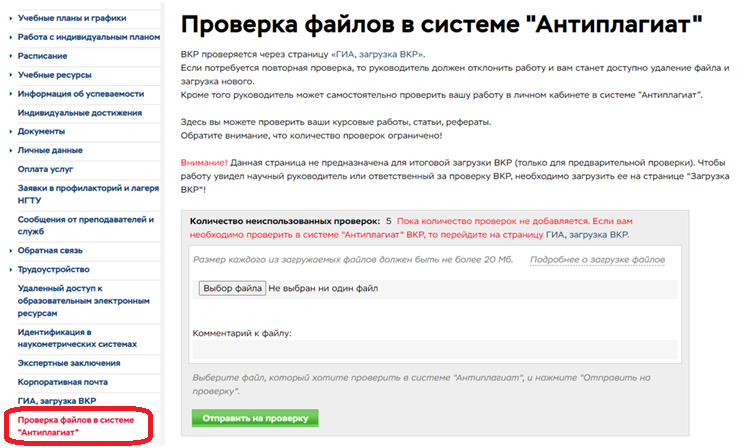 Учебные планы и графики
Работа с индивидуальным планом
Расписание
Учебные ресурсы
Информация об успеваемости
Индивидуальные достижения
Документы
Личные данные
Оплата услуг
Заявки в профилакторий и лагеря
НГТУ
Сообщения от преподавателей и
служб
Обратная связь
Трудоустройство
Удаленный доступ к
образовательным электронным
ресурсам
Идентификация в
наукометрических системах
Экспертные заключения
Корпоративная почта
ГИА, загрузка ВКР
Проверка файлов в системе
"Антиплагиат"
Проверка файлов в системе "Антиплагиат"
ВКР проверяется через страницу «ГИА, загрузка ВКР».
Если потребуется повторная проверка, то руководитель должен отклонить работу и вам станет доступно удаление файла и
загрузка нового.
Кроме того руководитель может самостоятельно проверить вашу работу в личном кабинете в системе "Антиплагиат".
Здесь вы можете проверить ваши курсовые работы, статьи, рефераты.
Обратите внимание, что количество проверок ограничено!
Внимание! Данная страница не предназначена для итоговой загрузки ВКР (только для предварительной проверки). Чтобы
работу увидел научный руководитель или ответственный за проверку ВКР, необходимо загрузить ее на странице "Загрузка
ВКР"!
Количество неиспользованных проверок: 5 Пока количество проверок не добавляется. Если вам
необходимо проверить в системе "Антиплагиат" ВКР, то перейдите на страницу ГИА, загрузка ВКР.
Размер каждого из загружаемых файлов должен быть не более 20 Мб. Подробнее о загрузке файлов
Выбор файла Не выбран ни один файл
Комментарий к файлу:
Выберите файл, который хотите проверить в системе "Антиплагиат", и нажмите "Отправить на
проверку".
Отправить на проверку